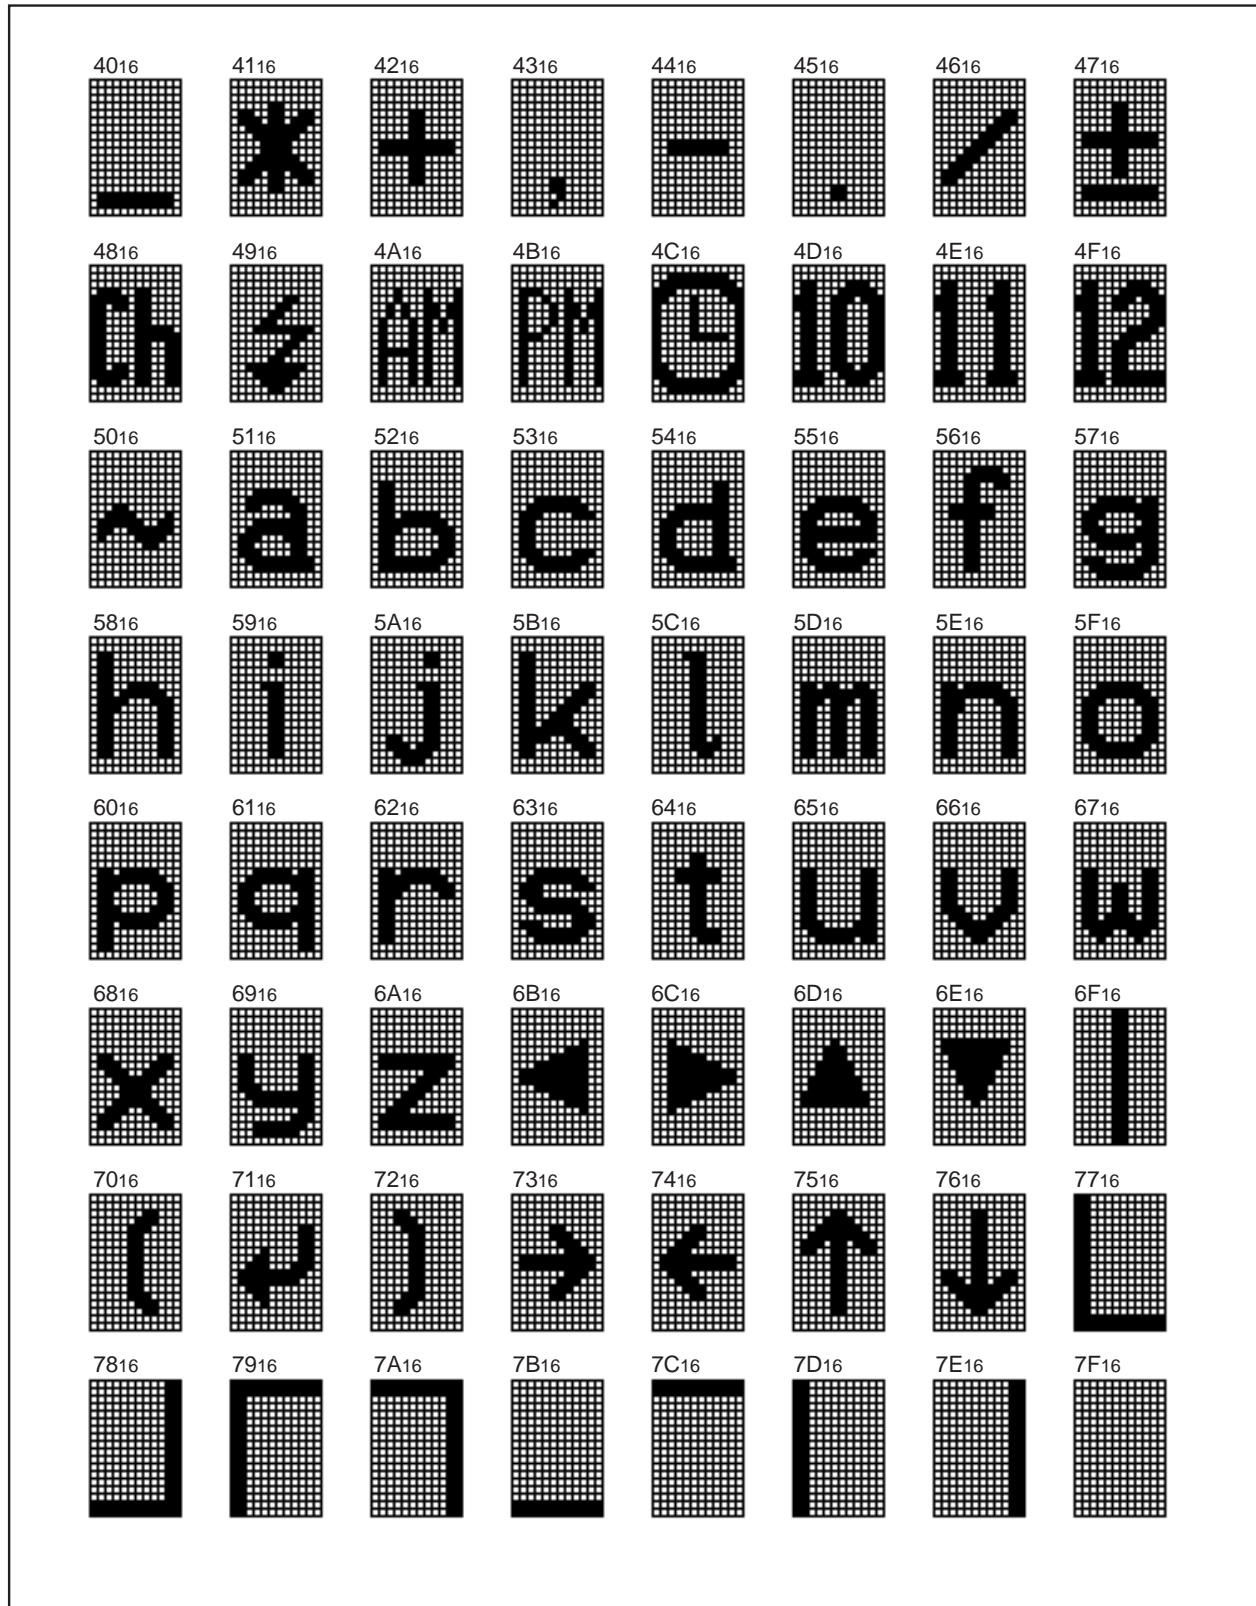 4016 4116 4216 4316 4416 4516 4616 4716
_ * + , - . / ±
4816 4916 4A16 4B16 4C16 4D16 4E16 4F16
Ch AM PM 10 11 12
5016 5116 5216 5316 5416 5516 5616 5716
~ a b c d e f g
5816 5916 5A16 5B16 5C16 5D16 5E16 5F16
h i j k l m n o
6016 6116 6216 6316 6416 6516 6616 6716
p q r s t u v w
6816 6916 6A16 6B16 6C16 6D16 6E16 6F16
x y z ◀ ▶ ▲ ▼ |
7016 7116 7216 7316 7416 7516 7616 7716
( ↲ ) → ← ↑ ↓
7816 7916 7A16 7B16 7C16 7D16 7E16 7F16